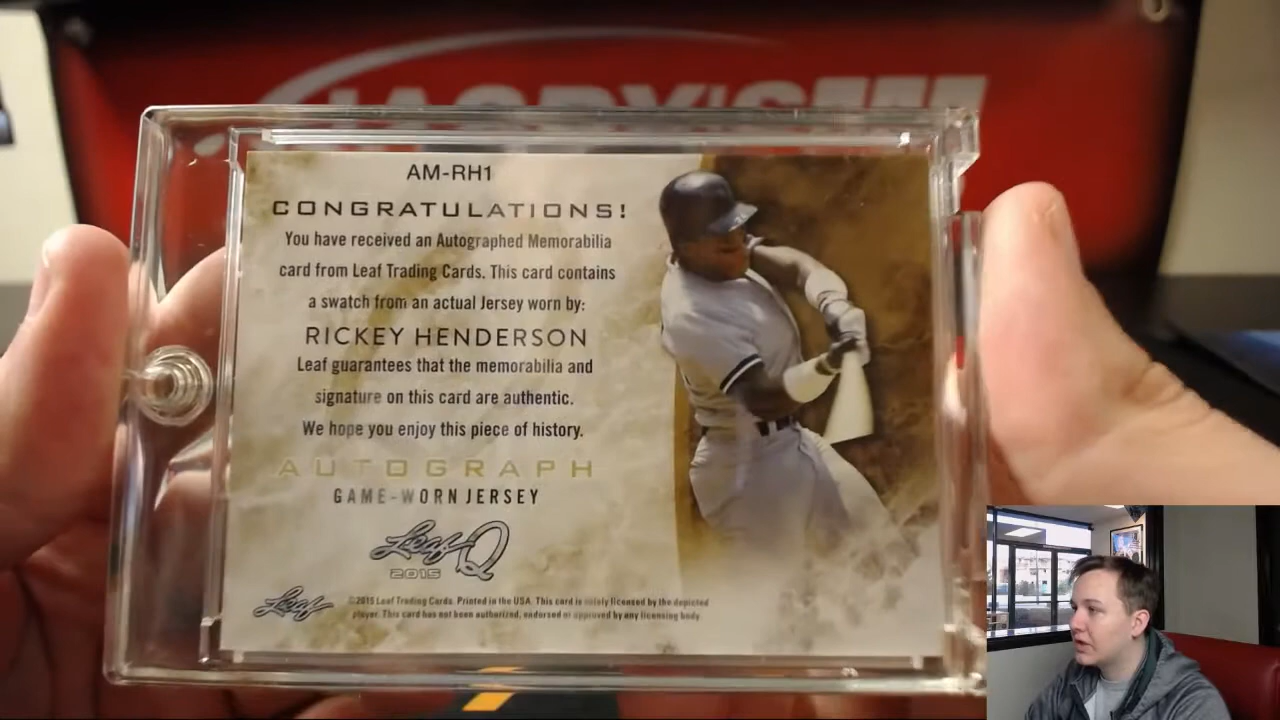 AM-RH1
CONGRATULATIONS!
You have received an Autographed Memorabilia
card from Leaf Trading Cards. This card contains
a swatch from an actual Jersey worn by:
RICKEY HENDERSON
Leaf guarantees that the memorabilia and
signature on this card are authentic.
We hope you enjoy this piece of history.
AUTOGRAPH
GAME-WORN JERSEY
Leaf Q
2015
Leaf
©2015 Leaf Trading Cards. Printed in the USA. This card is solely licensed by the depicted
player. This card has not been authorized, endorsed or approved by any licensing body.